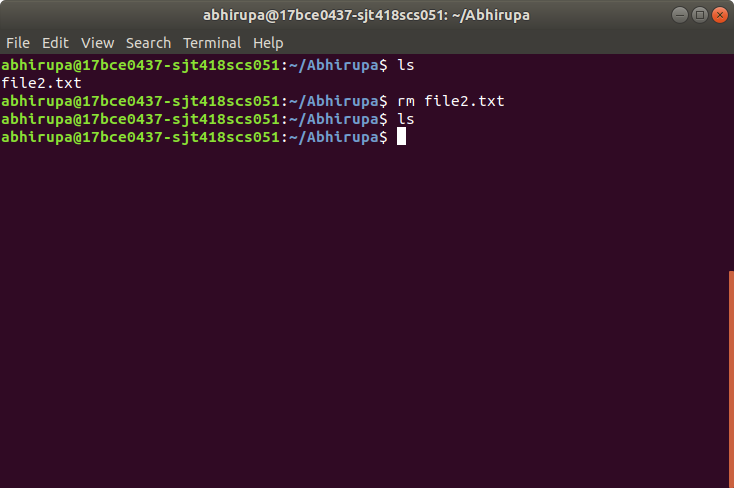 abhirupa@17bce0437-sjt418scs051: ~/Abhirupa
File Edit View Search Terminal Help
abhirupa@17bce0437-sjt418scs051:~/Abhirupa$ ls
file2.txt
abhirupa@17bce0437-sjt418scs051:~/Abhirupa$ rm file2.txt
abhirupa@17bce0437-sjt418scs051:~/Abhirupa$ ls
abhirupa@17bce0437-sjt418scs051:~/Abhirupa$